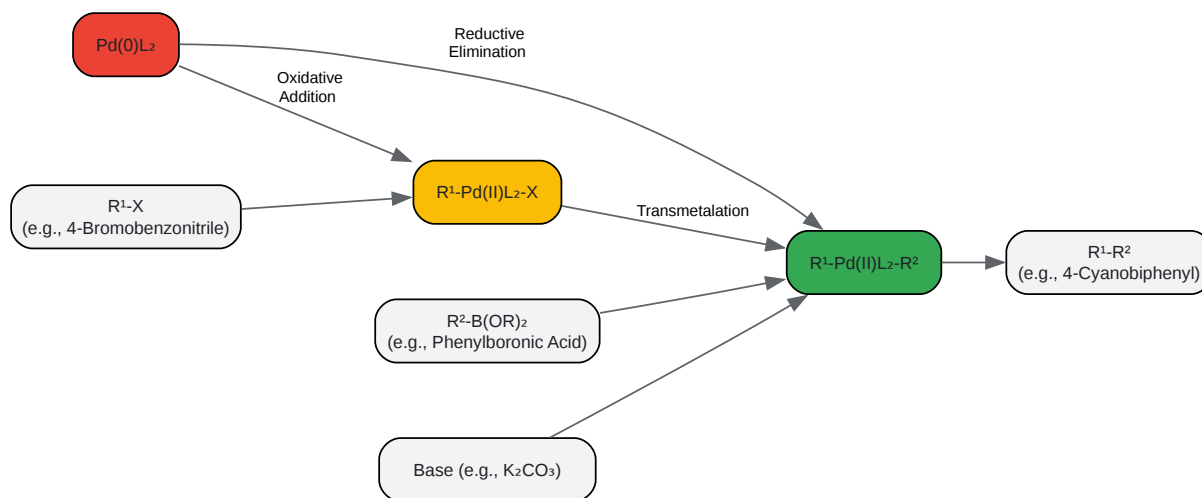 Pd(0)L₂
Reductive
Elimination
Oxidative
Addition
R¹-X
(e.g., 4-Bromobenzonitrile)
R¹-Pd(II)L₂-X
Transmetalation
R²-B(OR)₂
(e.g., Phenylboronic Acid)
Base (e.g., K₂CO₃)
R¹-Pd(II)L₂-R²
R¹-R²
(e.g., 4-Cyanobiphenyl)